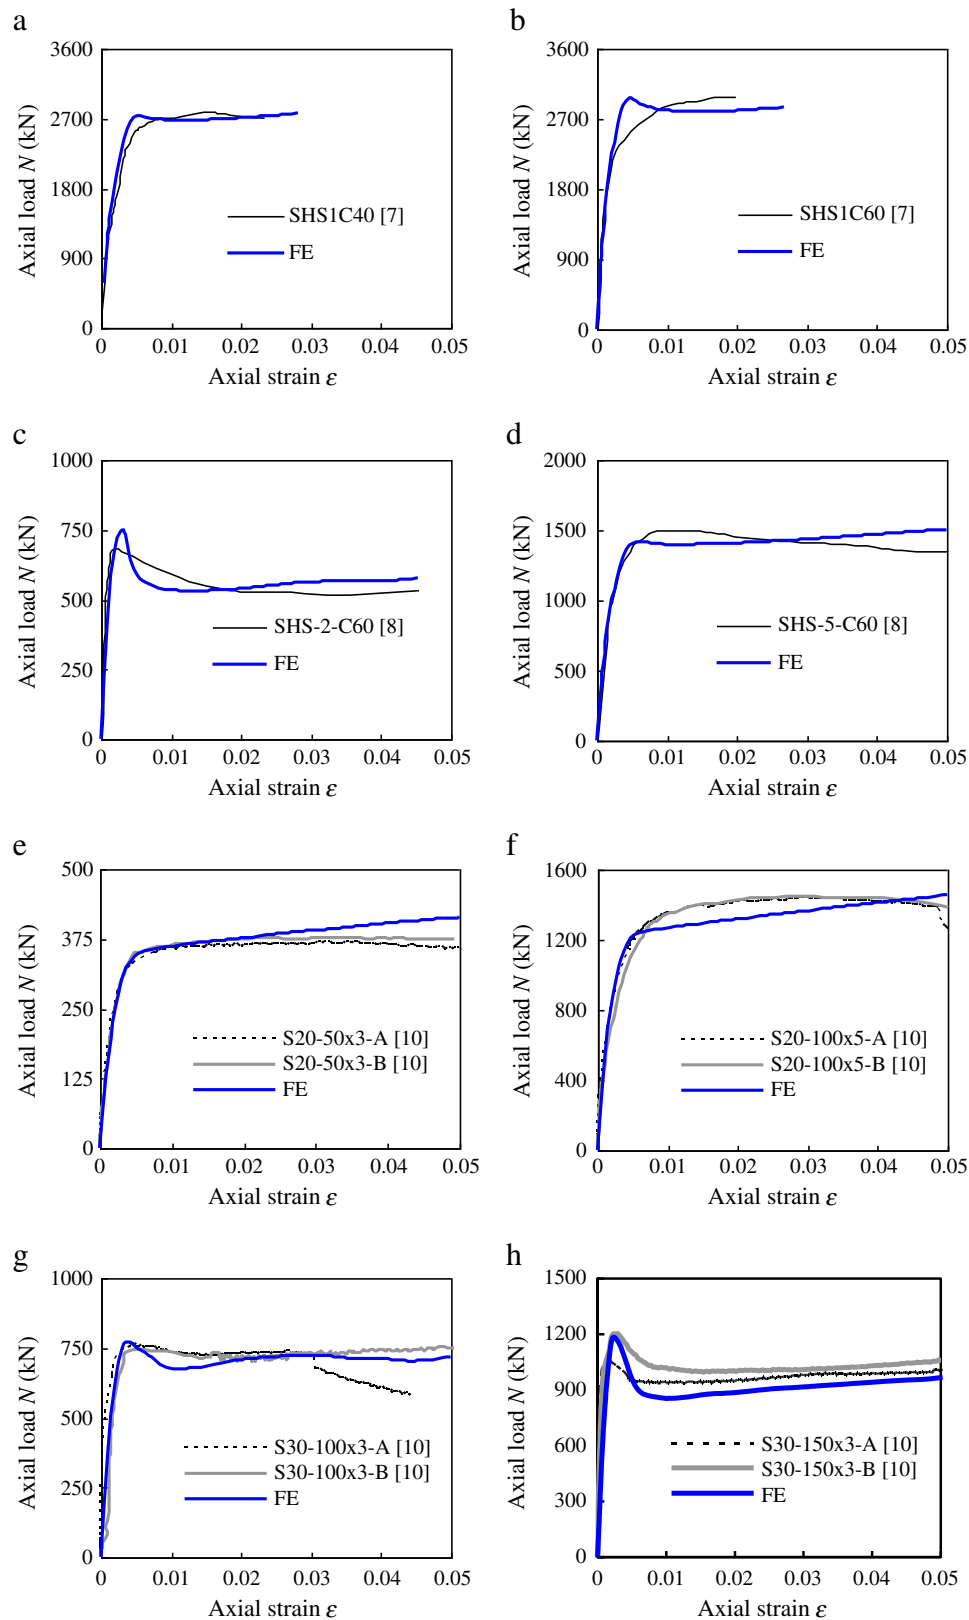 a
3600
2700
1800
900
0
Axial load N (kN)
SHS1C40 [7]
FE
0 0.01 0.02 0.03 0.04 0.05
Axial strain ε
b
3600
2700
1800
900
0
Axial load N (kN)
SHS1C60 [7]
FE
0 0.01 0.02 0.03 0.04 0.05
Axial strain ε
c
1000
750
500
250
0
Axial load N (kN)
SHS-2-C60 [8]
FE
0 0.01 0.02 0.03 0.04 0.05
Axial strain ε
d
2000
1500
1000
500
0
Axial load N (kN)
SHS-5-C60 [8]
FE
0 0.01 0.02 0.03 0.04 0.05
Axial strain ε
e
500
375
250
125
0
Axial load N (kN)
S20-50x3-A [10]
S20-50x3-B [10]
FE
0 0.01 0.02 0.03 0.04 0.05
Axial strain ε
f
1600
1200
800
400
0
Axial load N (kN)
S20-100x5-A [10]
S20-100x5-B [10]
FE
0 0.01 0.02 0.03 0.04 0.05
Axial strain ε
g
1000
750
500
250
0
Axial load N (kN)
S30-100x3-A [10]
S30-100x3-B [10]
FE
0 0.01 0.02 0.03 0.04 0.05
Axial strain ε
h
1500
1200
900
600
300
0
Axial load N (kN)
S30-150x3-A [10]
S30-150x3-B [10]
FE
0 0.01 0.02 0.03 0.04 0.05
Axial strain ε